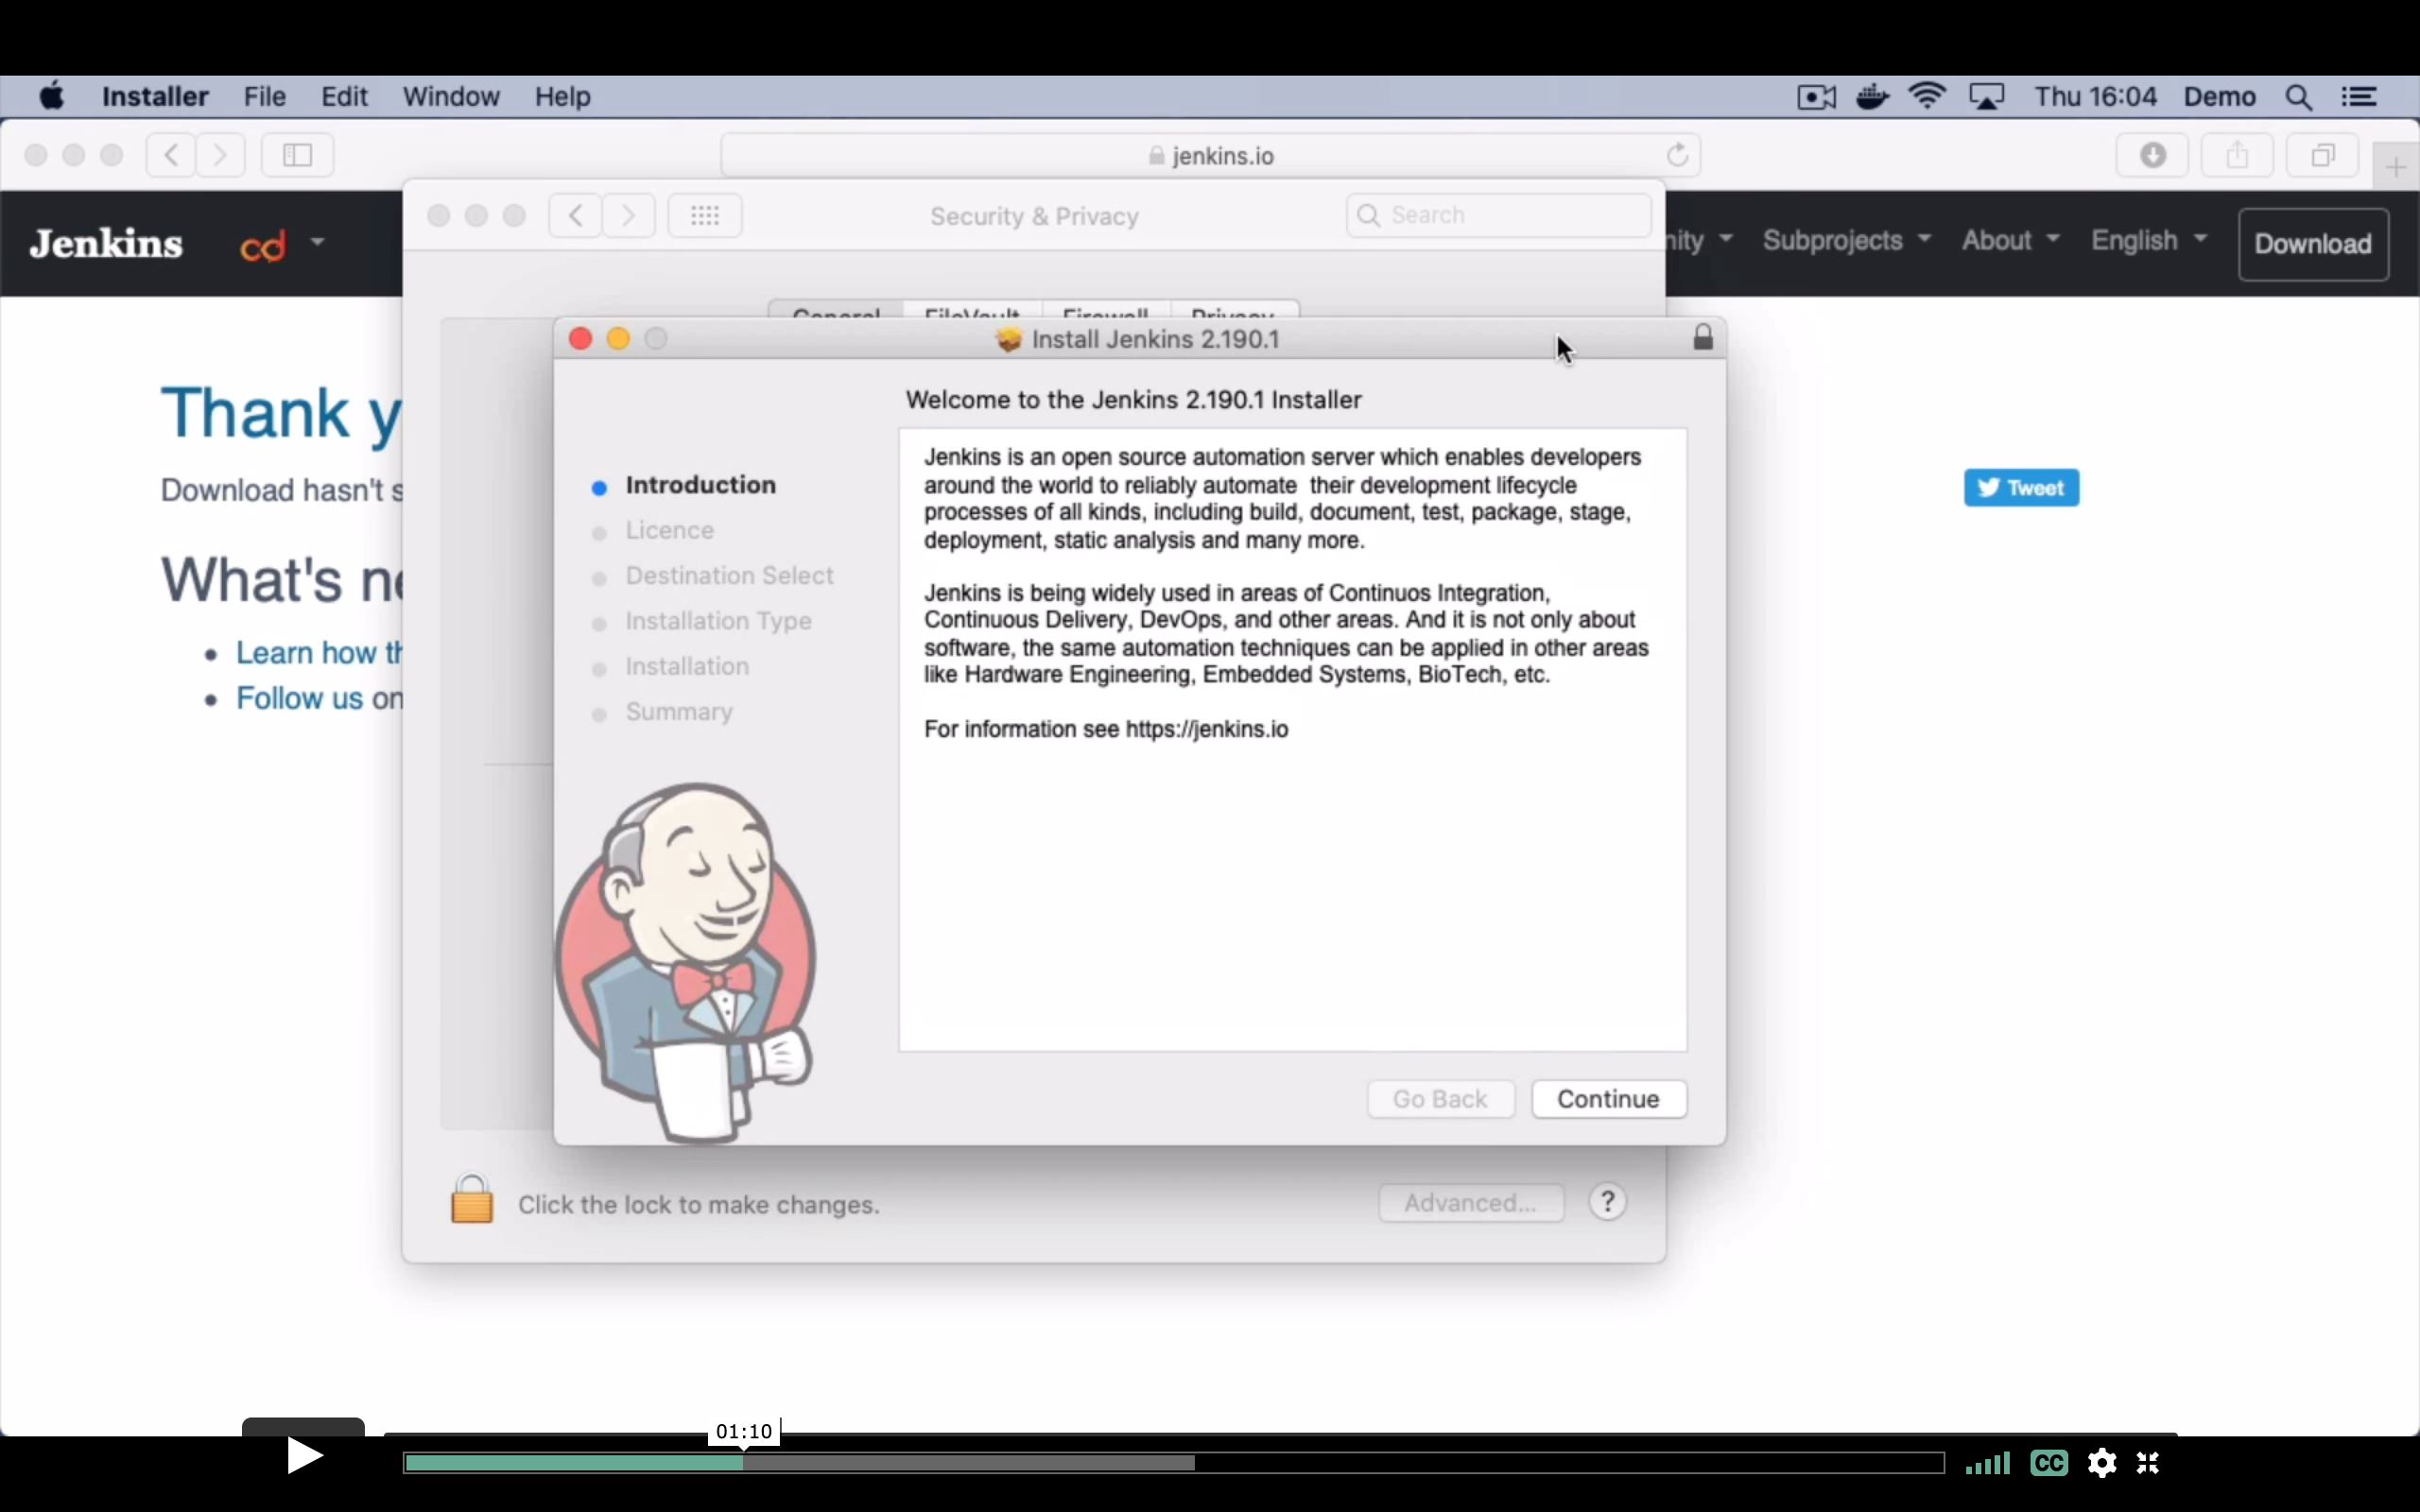 Installer File Edit Window Help Thu 16:04 Demo
jenkins.io
Jenkins cd Security & Privacy Search Subprojects About English Download
General FileVault Firewall Privacy
Install Jenkins 2.190.1
Welcome to the Jenkins 2.190.1 Installer
Thank y
Download hasn't s
What's ne
Learn how th
Follow us on
Introduction
Licence
Destination Select
Installation Type
Installation
Summary
Jenkins is an open source automation server which enables developers
around the world to reliably automate their development lifecycle
processes of all kinds, including build, document, test, package, stage,
deployment, static analysis and many more.
Jenkins is being widely used in areas of Continuos Integration,
Continuous Delivery, DevOps, and other areas. And it is not only about
software, the same automation techniques can be applied in other areas
like Hardware Engineering, Embedded Systems, BioTech, etc.
For information see https://jenkins.io
Tweet
Go Back Continue
Click the lock to make changes. Advanced... ?
01:10
CC